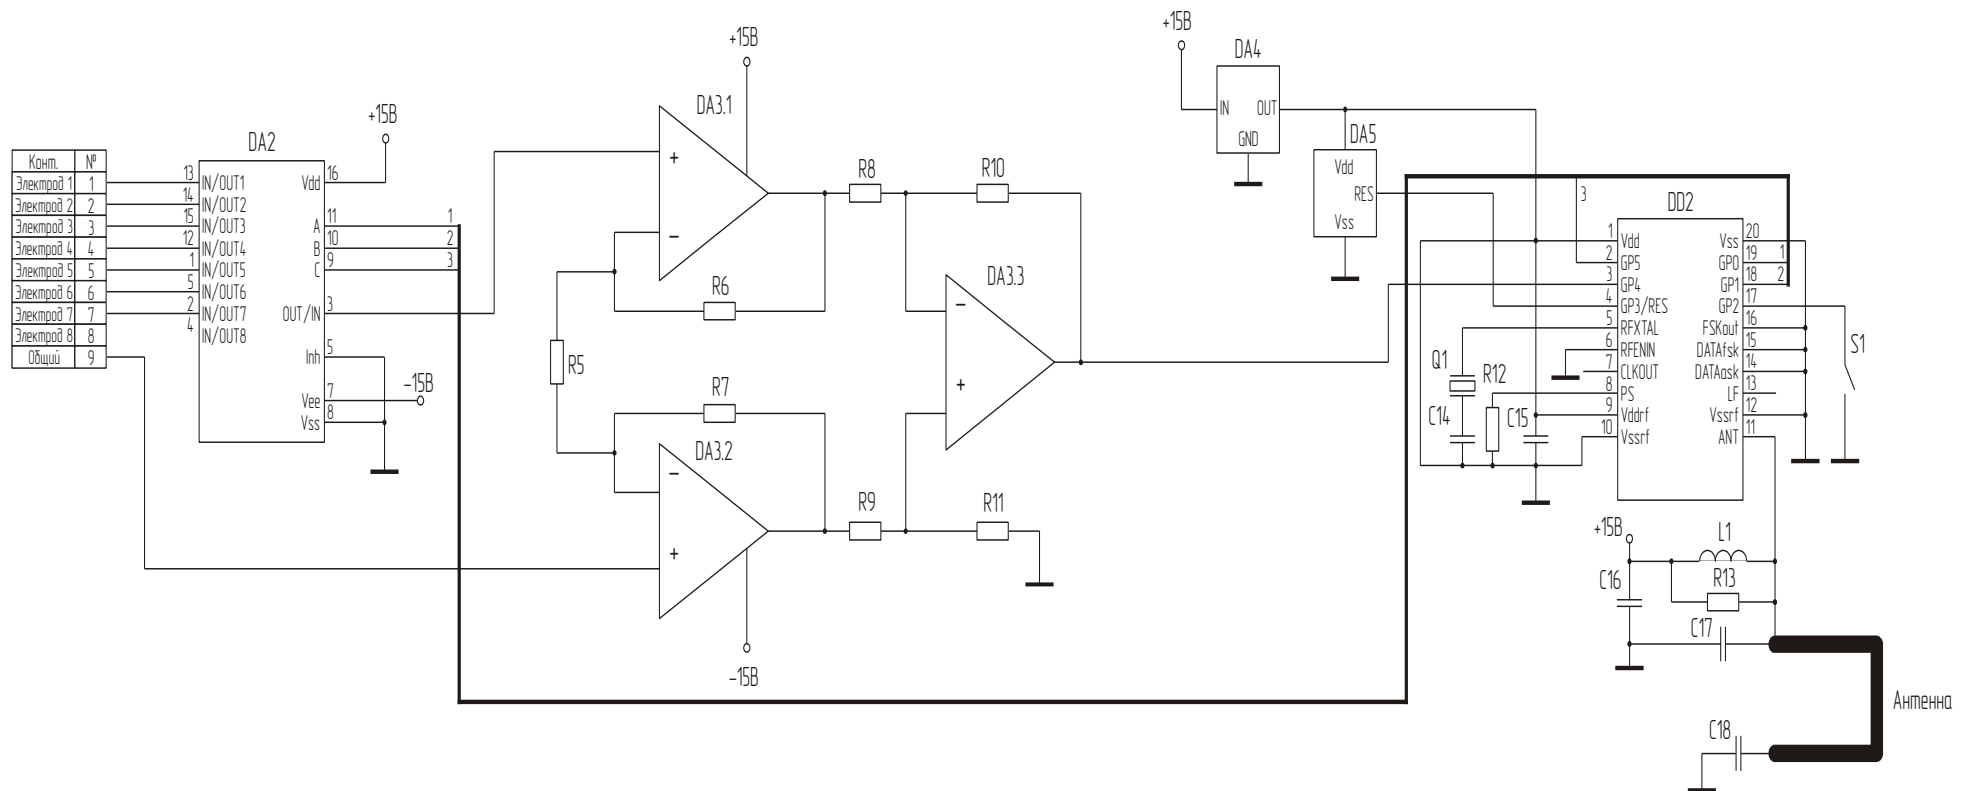 Конт. №
Электрод 1 1
Электрод 2 2
Электрод 3 3
Электрод 4 4
Электрод 5 5
Электрод 6 6
Электрод 7 7
Электрод 8 8
Общий 9
DA2
+15В
13 IN/OUT1 Vdd 16
14 IN/OUT2
15 IN/OUT3 A 11 1
12 IN/OUT4 B 10 2
1 IN/OUT5 C 9 3
5 IN/OUT6
2 IN/OUT7 OUT/IN 3
4 IN/OUT8
Inh 5
Vee 7 −15В
Vss 8
+15В
DA3.1
+
−
R8
R10
R6
R5
R7
DA3.2
−
+
−15В
R9
R11
DA3.3
−
+
+15В
DA4
IN OUT
GND
DA5
Vdd
RES
Vss
3
DD2
1 Vdd Vss 20
2 GP5 GP0 19 1
3 GP4 GP1 18 2
4 GP3/RES GP2 17
5 RFXTAL FSKout 16
6 RFENIN DATAfsk 15
7 CLKOUT DATAask 14
8 PS LF 13
9 Vddrf Vssrf 12
10 Vssrf ANT 11
Q1
R12
C14
C15
S1
+15В
L1
C16
R13
C17
Антенна
C18